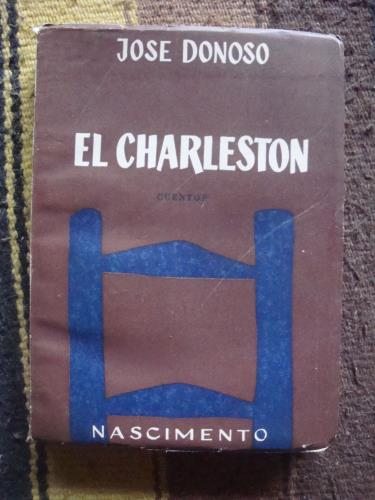 JOSE DONOSO
EL CHARLESTON
CUENTOS
NASCIMENTO